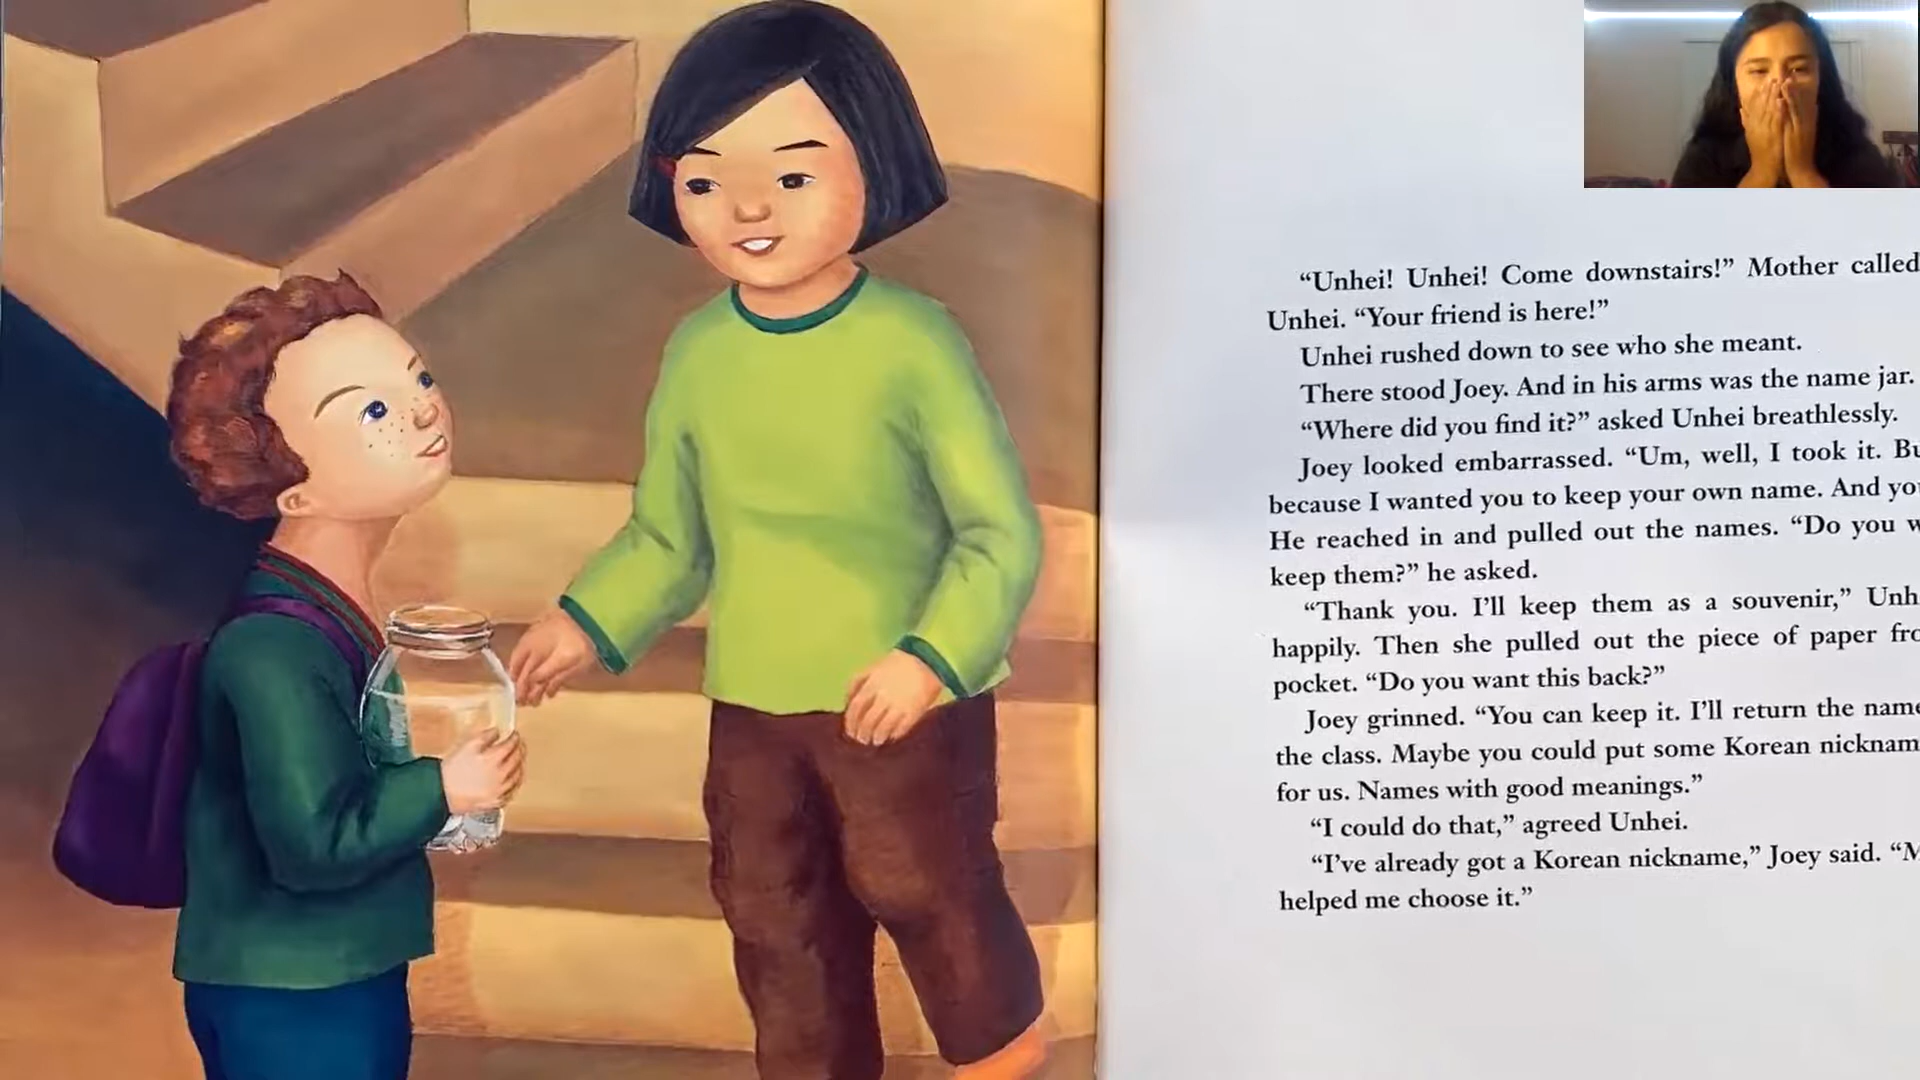 “Unhei! Unhei! Come downstairs!” Mother called
Unhei. “Your friend is here!”
Unhei rushed down to see who she meant.
There stood Joey. And in his arms was the name jar.
“Where did you find it?” asked Unhei breathlessly.
Joey looked embarrassed. “Um, well, I took it.
because I wanted you to keep your own name. And
He reached in and pulled out the names. “Do you
keep them?” he asked.
“Thank you. I’ll keep them as a souvenir,”
happily. Then she pulled out the piece of paper
pocket. “Do you want this back?”
Joey grinned. “You can keep it. I’ll return the
the class. Maybe you could put some Korean
for us. Names with good meanings.”
“I could do that,” agreed Unhei.
“I’ve already got a Korean nickname,” Joey said.
helped me choose it.”